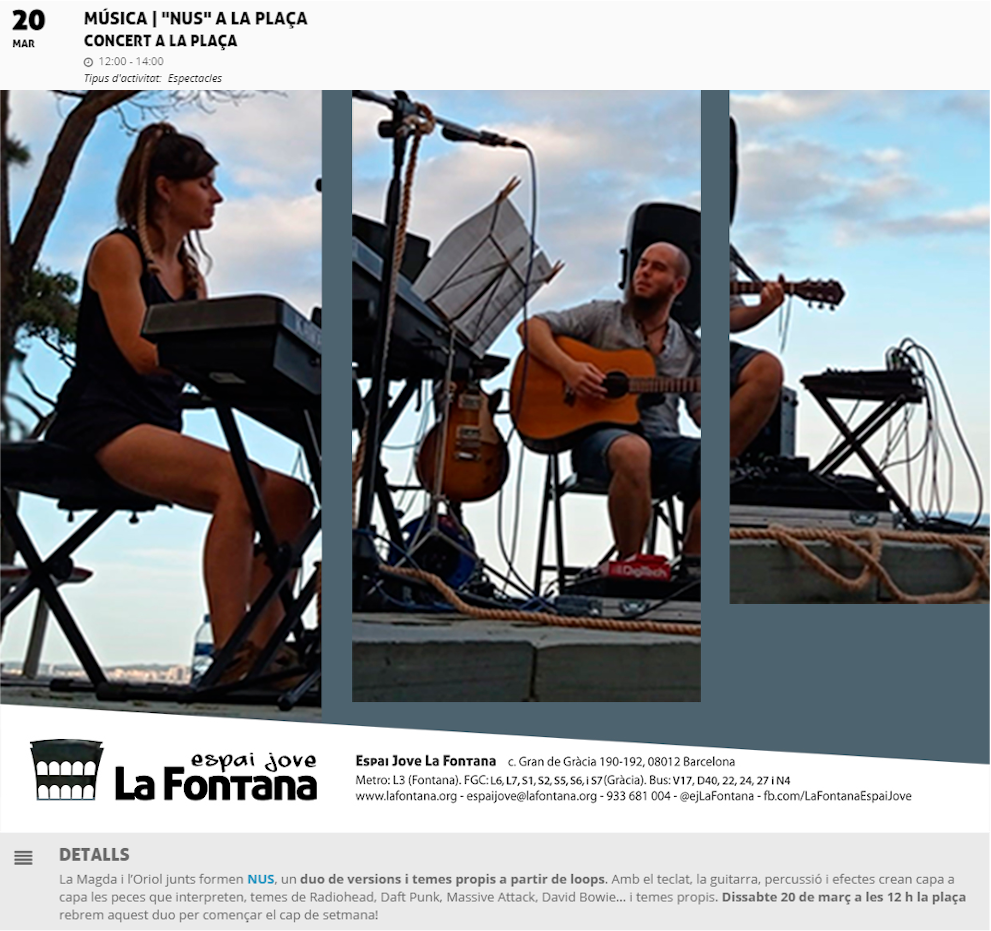 20
MAR
MÚSICA | "NUS" A LA PLAÇA
CONCERT A LA PLAÇA
12:00 - 14:00
Tipus d'activitat: Espectacles
DigiTech
espai jove
La Fontana
Espai Jove La Fontana c. Gran de Gràcia 190-192, 08012 Barcelona
Metro: L3 (Fontana). FGC: L6, L7, S1, S2, S5, S6, i S7 (Gràcia). Bus: V17, D40, 22, 24, 27 i N4
www.lafontana.org - espaijove@lafontana.org - 933 681 004 - @ejLaFontana - fb.com/LaFontanaEspaiJove
DETALLS
La Magda i l'Oriol junts formen NUS, un duo de versions i temes propis a partir de loops. Amb el teclat, la guitarra, percussió i efectes crean capa a
capa les peces que interpreten, temes de Radiohead, Daft Punk, Massive Attack, David Bowie... i temes propis. Dissabte 20 de març a les 12 h la plaça
rebrem aquest duo per començar el cap de setmana!